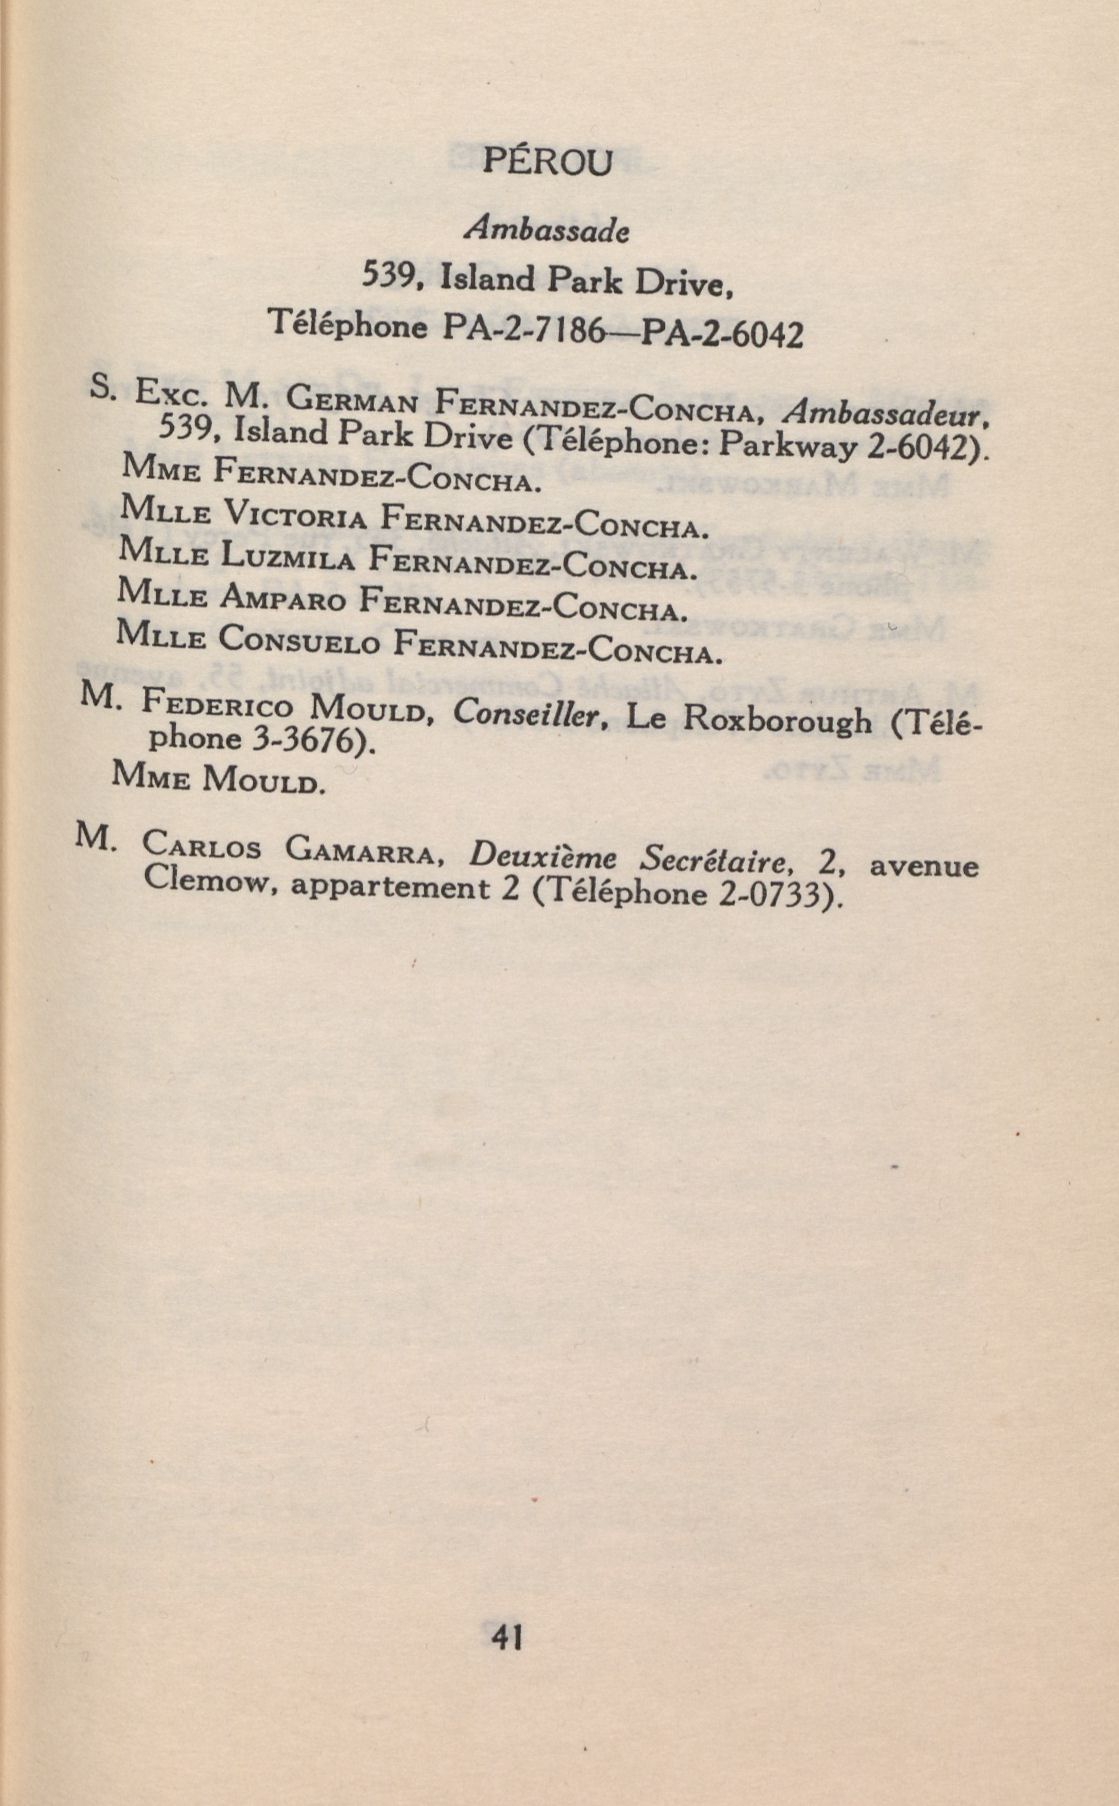 PÉROU
Ambassade
539, Island Park Drive,
Téléphone PA-2-7186—PA-2-6042
S. Exc. M. German Fernandez-Concha, Ambassadeur,
539, Island Park Drive (Téléphone: Parkway 2-6042).
Mme Fernandez-Concha.
Mlle Victoria Fernandez-Concha.
Mlle Luzmila Fernandez-Concha.
Mlle Amparo Fernandez-Concha.
Mlle Consuelo Fernandez-Concha.
M. Federico Mould, Conseiller, Le Roxborough (Télé-
phone 3-3676).
Mme Mould.
M. Carlos Gamarra, Deuxième Secrétaire, 2, avenue
Clemow, appartement 2 (Téléphone 2-0733).
41